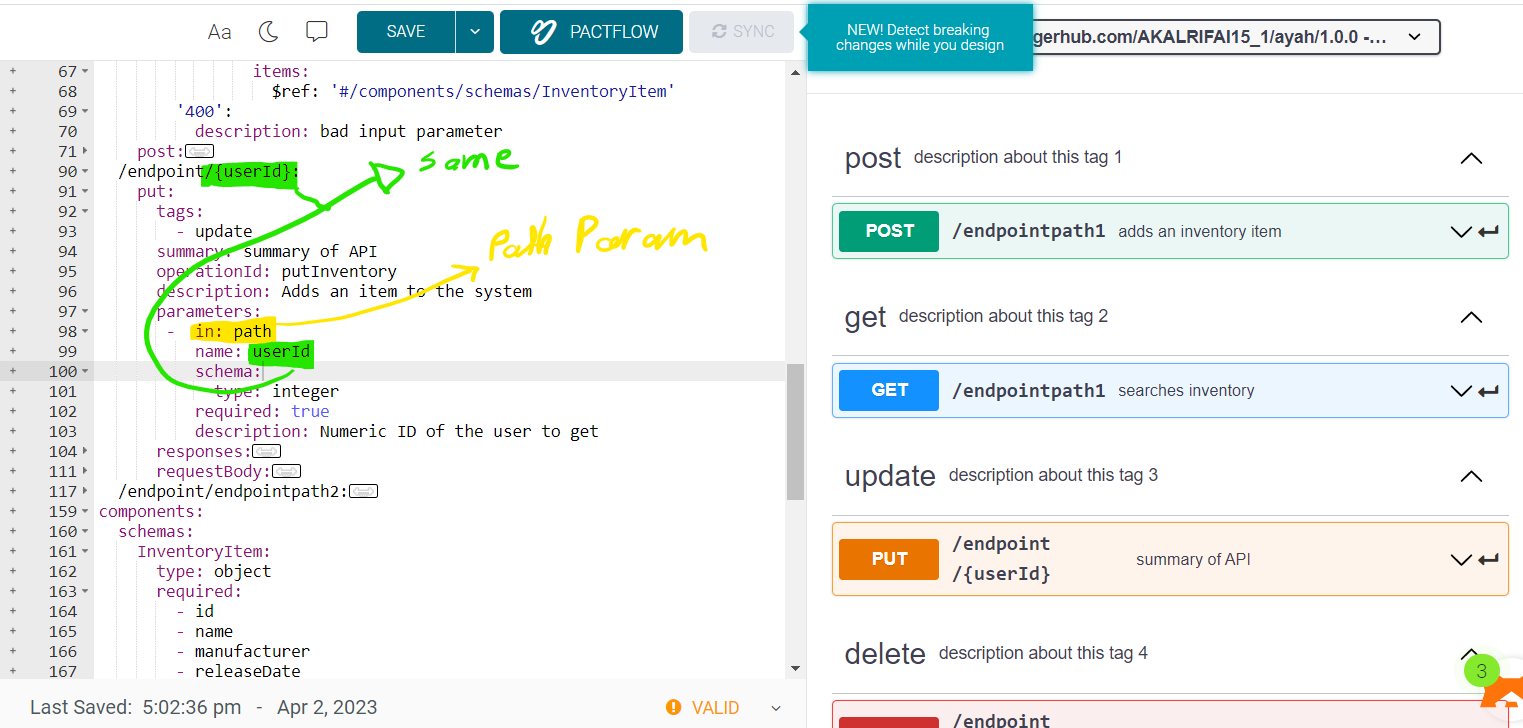 Aa
SAVE
PACTFLOW
SYNC
NEW! Detect breaking
changes while you design
gerhub.com/AKALRIFAI15_1/ayah/1.0.0 -...
67 items:
68 $ref: '#/components/schemas/InventoryItem'
69 '400':
70 description: bad input parameter
71 post:
90 /endpoint/{userId}:
91 put:
92 tags:
93 - update
94 summary: summary of API
95 operationId: putInventory
96 description: Adds an item to the system
97 parameters:
98 - in: path
99 name: userId
100 schema:
101 type: integer
102 required: true
103 description: Numeric ID of the user to get
104 responses:
111 requestBody:
117 /endpoint/endpointpath2:
159 components:
160 schemas:
161 InventoryItem:
162 type: object
163 required:
164 - id
165 - name
166 - manufacturer
167 - releaseDate
same
Path Param
Last Saved: 5:02:36 pm - Apr 2, 2023
VALID
post description about this tag 1
POST /endpointpath1 adds an inventory item
get description about this tag 2
GET /endpointpath1 searches inventory
update description about this tag 3
PUT /endpoint
/{userId} summary of API
delete description about this tag 4
/endpoint
3